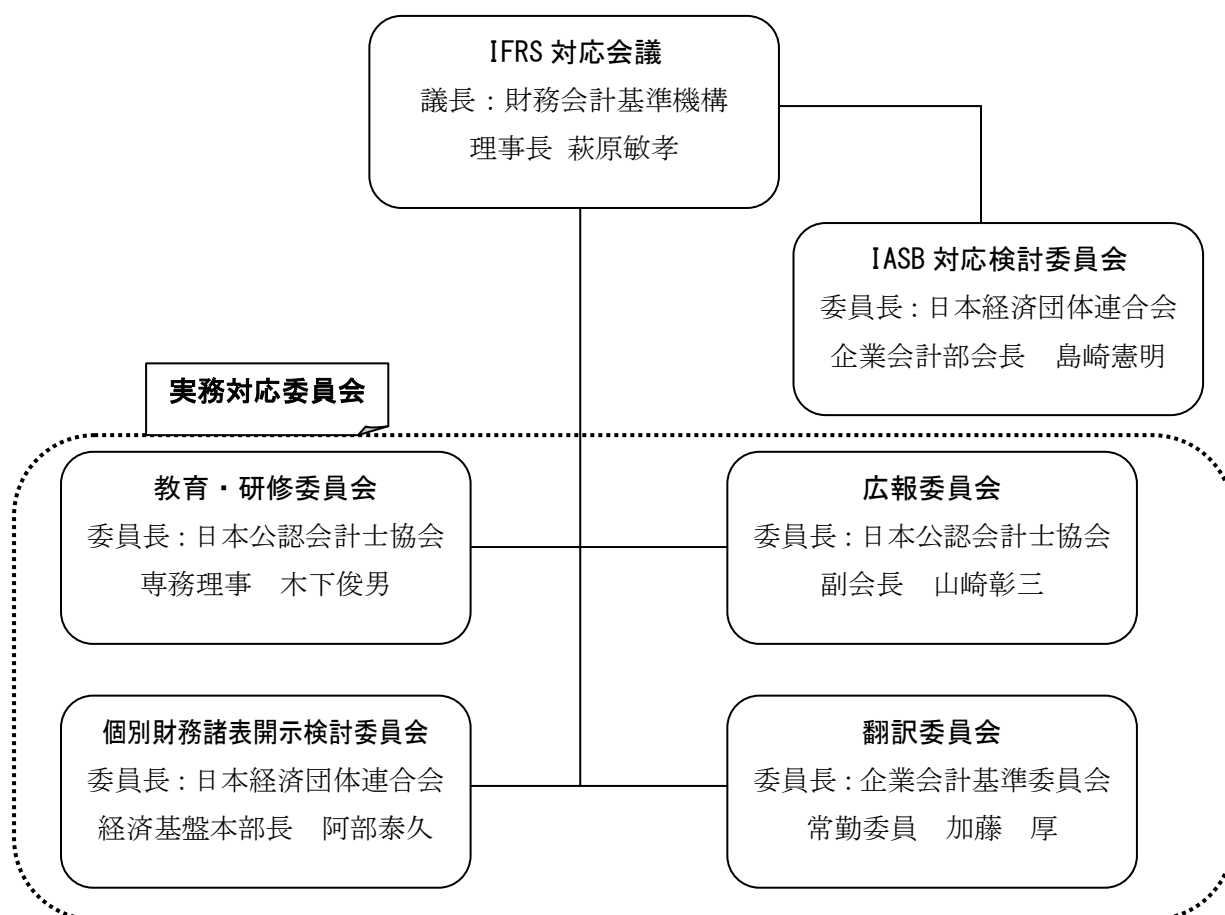 IFRS 対応会議
議長：財務会計基準機構
理事長 萩原敏孝
IASB 対応検討委員会
委員長：日本経済団体連合会
企業会計部会長　島崎憲明
実務対応委員会
教育・研修委員会
委員長：日本公認会計士協会
専務理事　木下俊男
広報委員会
委員長：日本公認会計士協会
副会長　山崎彰三
個別財務諸表開示検討委員会
委員長：日本経済団体連合会
経済基盤本部長　阿部泰久
翻訳委員会
委員長：企業会計基準委員会
常勤委員　加藤　厚